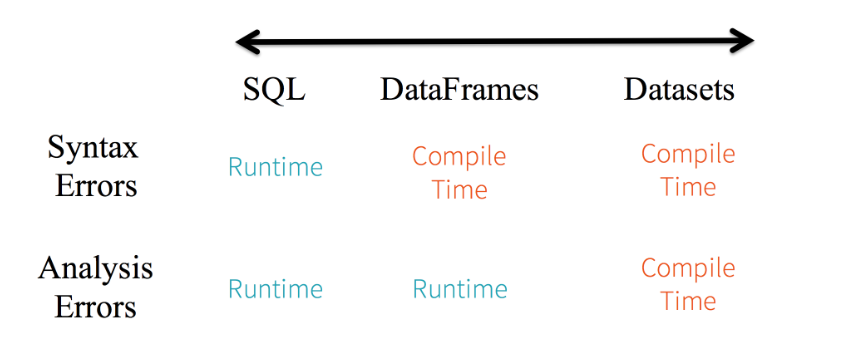 SQL DataFrames Datasets
Syntax
Errors
Runtime
Compile
Time
Compile
Time
Analysis
Errors
Runtime
Runtime
Compile
Time